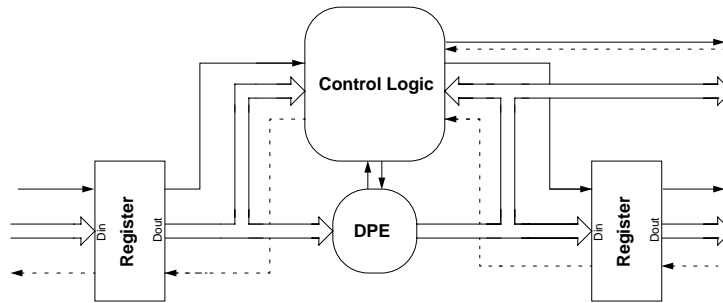 Control Logic
Din
Register
Dout
DPE
Din
Register
Dout